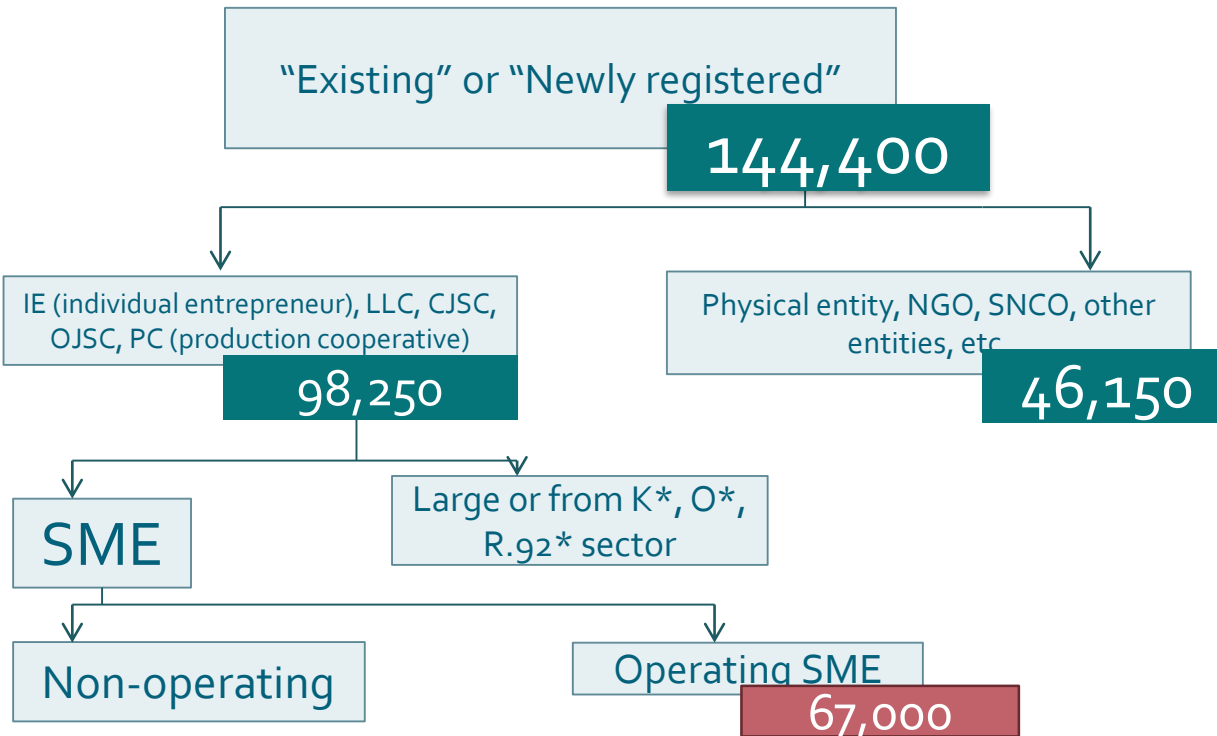 “Existing” or “Newly registered”
144,400
IE (individual entrepreneur), LLC, CJSC,
OJSC, PC (production cooperative)
98,250
Physical entity, NGO, SNCO, other
entities, etc
46,150
SME
Large or from K*, O*,
R.92* sector
Non-operating
Operating SME
67,000